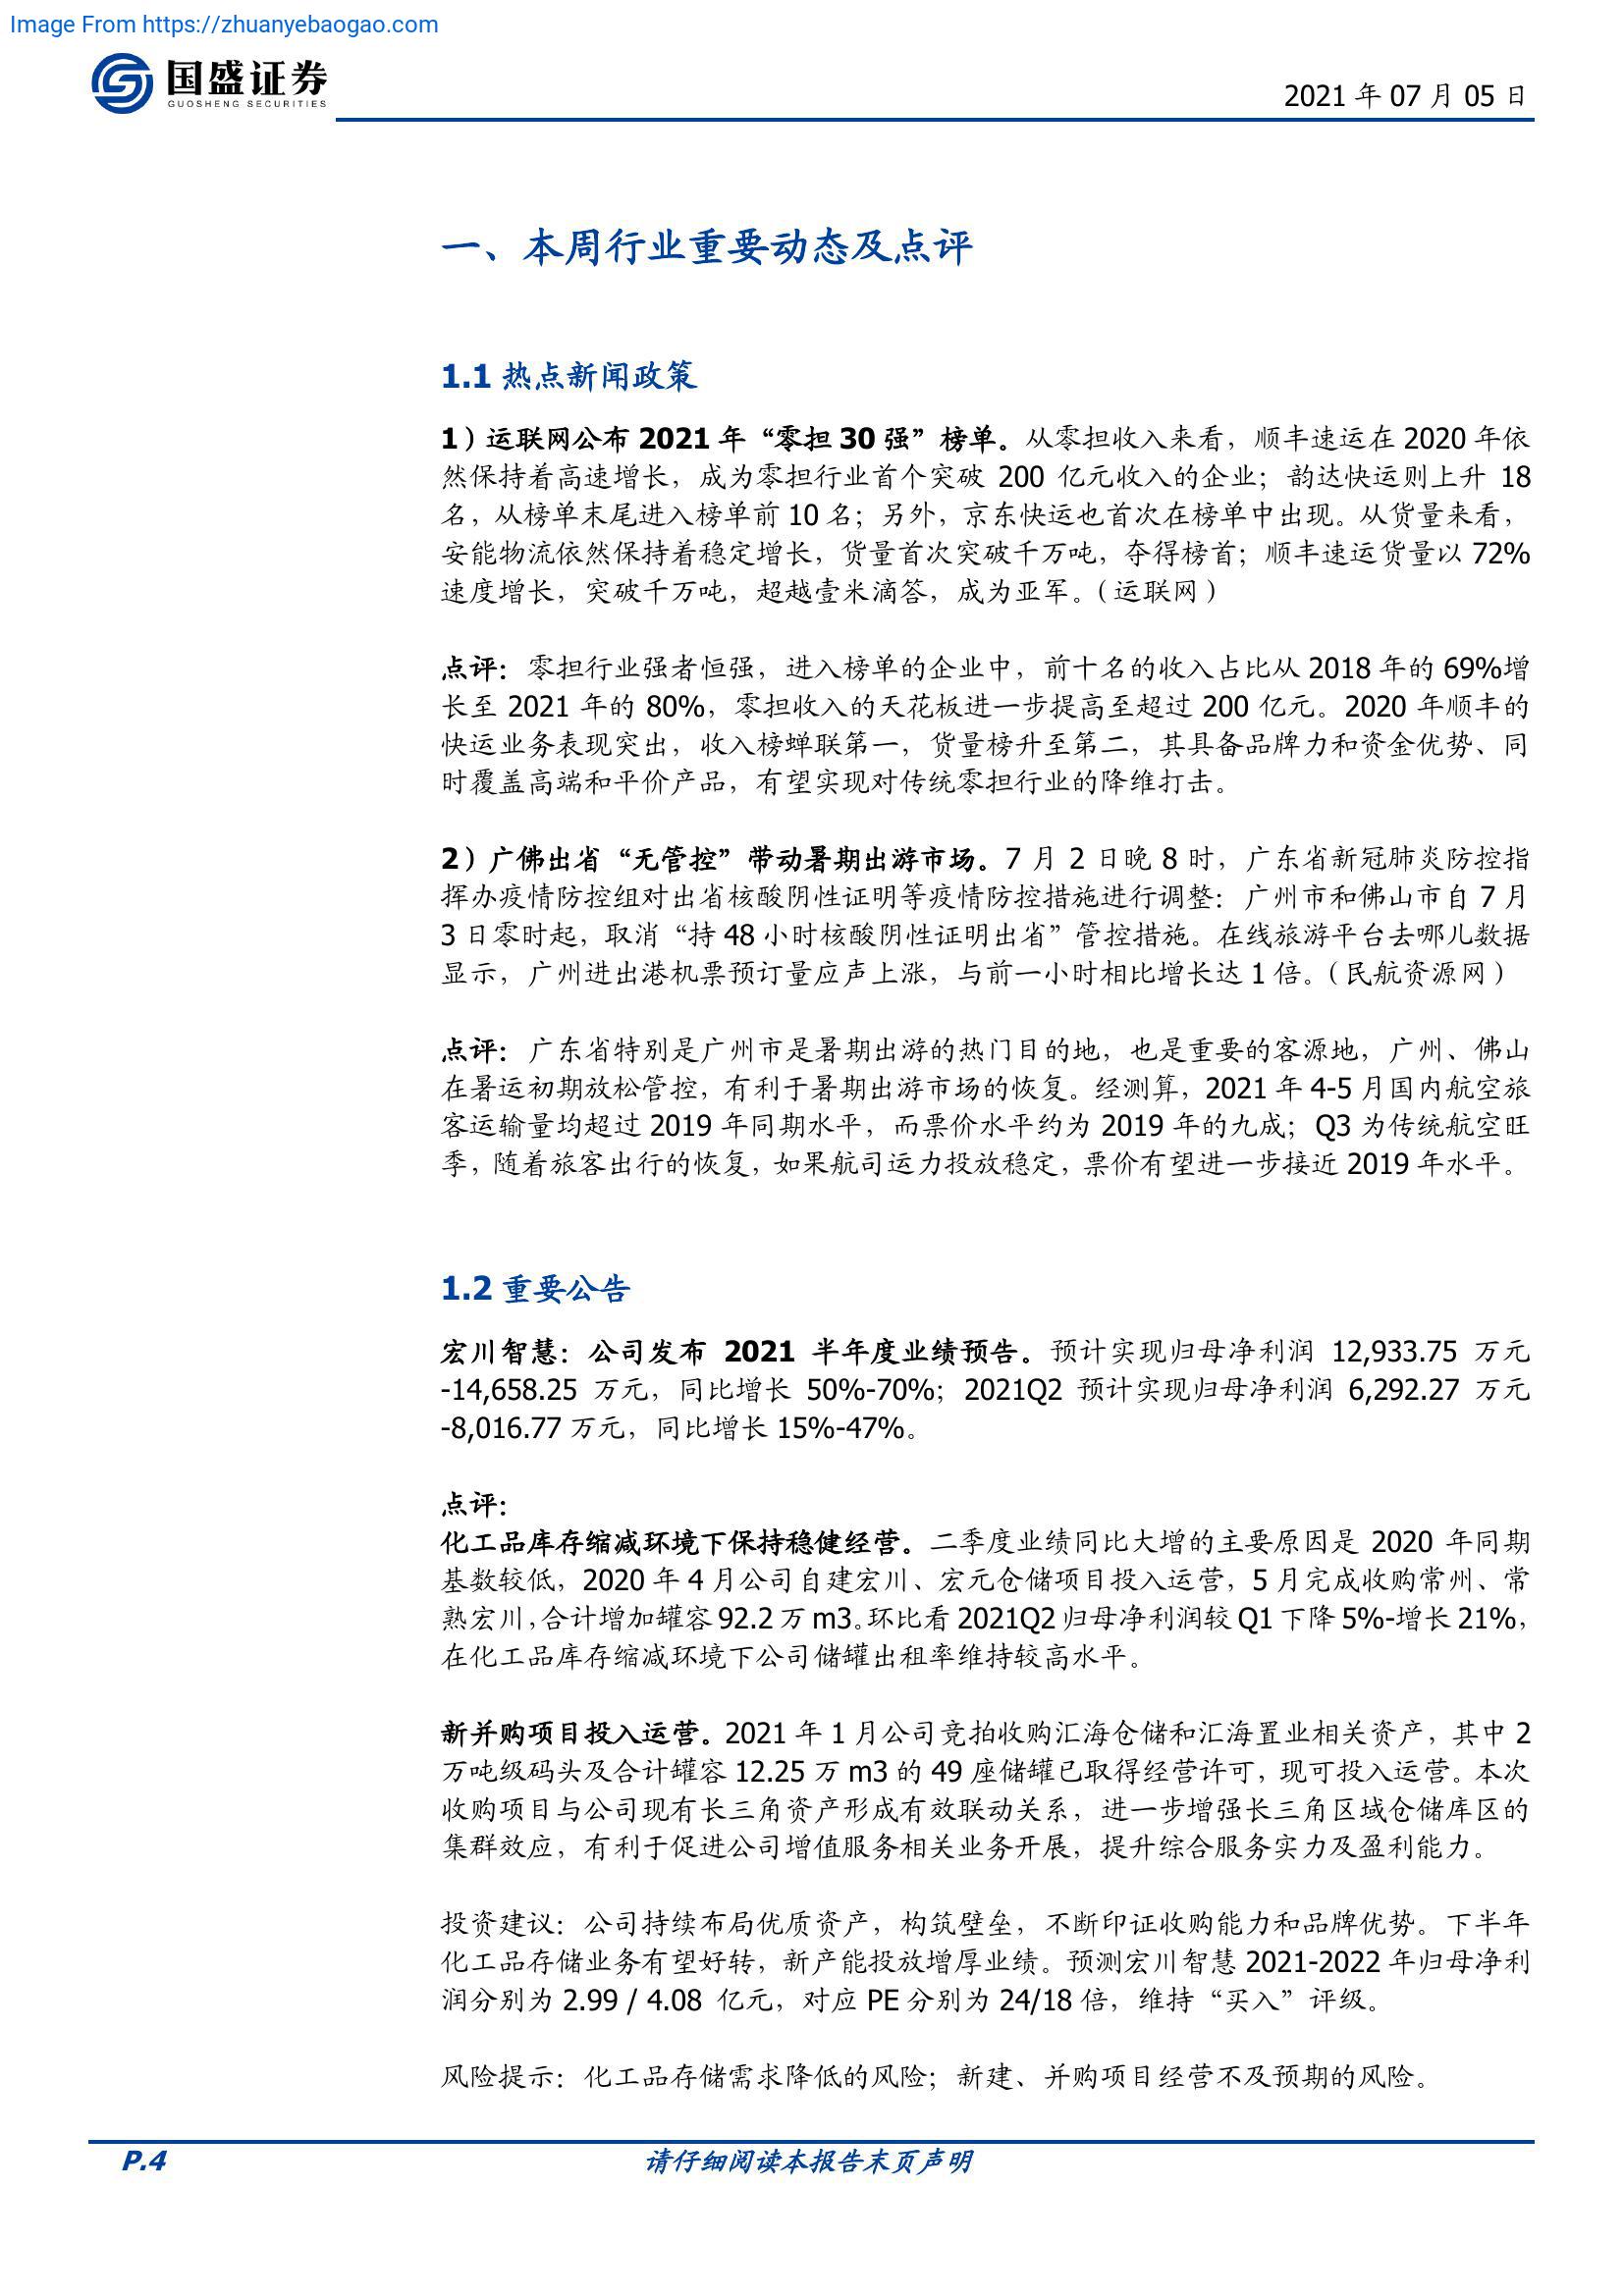 Image From https://zhuanyebaogao.com
国盛证券
GUOSHENG SECURITIES
2021 年 07 月 05 日
一、本周行业重要动态及点评
1.1 热点新闻政策
1）运联网公布 2021 年“零担 30 强”榜单。从零担收入来看，顺丰速运在 2020 年依
然保持着高速增长，成为零担行业首个突破 200 亿元收入的企业；韵达快运则上升 18
名，从榜单末尾进入榜单前 10 名；另外，京东快运也首次在榜单中出现。从货量来看，
安能物流依然保持着稳定增长，货量首次突破千万吨，夺得榜首；顺丰速运货量以 72%
速度增长，突破千万吨，超越壹米滴答，成为亚军。（运联网）
点评：零担行业强者恒强，进入榜单的企业中，前十名的收入占比从 2018 年的 69%增
长至 2021 年的 80%，零担收入的天花板进一步提高至超过 200 亿元。2020 年顺丰的
快运业务表现突出，收入榜蝉联第一，货量榜升至第二，其具备品牌力和资金优势、同
时覆盖高端和平价产品，有望实现对传统零担行业的降维打击。
2）广佛出省“无管控”带动暑期出游市场。7 月 2 日晚 8 时，广东省新冠肺炎防控指
挥办疫情防控组对出省核酸阴性证明等疫情防控措施进行调整：广州市和佛山市自 7 月
3 日零时起，取消“持 48 小时核酸阴性证明出省”管控措施。在线旅游平台去哪儿数据
显示，广州进出港机票预订量应声上涨，与前一小时相比增长达 1 倍。（民航资源网）
点评：广东省特别是广州市是暑期出游的热门目的地，也是重要的客源地，广州、佛山
在暑运初期放松管控，有利于暑期出游市场的恢复。经测算，2021 年 4-5 月国内航空旅
客运输量均超过 2019 年同期水平，而票价水平约为 2019 年的九成；Q3 为传统航空旺
季，随着旅客出行的恢复，如果航司运力投放稳定，票价有望进一步接近 2019 年水平。
1.2 重要公告
宏川智慧：公司发布 2021 半年度业绩预告。预计实现归母净利润 12,933.75 万元
-14,658.25 万元，同比增长 50%-70%；2021Q2 预计实现归母净利润 6,292.27 万元
-8,016.77 万元，同比增长 15%-47%。
点评：
化工品库存缩减环境下保持稳健经营。二季度业绩同比大增的主要原因是 2020 年同期
基数较低，2020 年 4 月公司自建宏川、宏元仓储项目投入运营，5 月完成收购常州、常
熟宏川，合计增加罐容 92.2 万 m3。环比看 2021Q2 归母净利润较 Q1 下降 5%-增长 21%，
在化工品库存缩减环境下公司储罐出租率维持较高水平。
新并购项目投入运营。2021 年 1 月公司竞拍收购汇海仓储和汇海置业相关资产，其中 2
万吨级码头及合计罐容 12.25 万 m3 的 49 座储罐已取得经营许可，现可投入运营。本次
收购项目与公司现有长三角资产形成有效联动关系，进一步增强长三角区域仓储库区的
集群效应，有利于促进公司增值服务相关业务开展，提升综合服务实力及盈利能力。
投资建议：公司持续布局优质资产，构筑壁垒，不断印证收购能力和品牌优势。下半年
化工品存储业务有望好转，新产能投放增厚业绩。预测宏川智慧 2021-2022 年归母净利
润分别为 2.99 / 4.08 亿元，对应 PE 分别为 24/18 倍，维持“买入”评级。
风险提示：化工品存储需求降低的风险；新建、并购项目经营不及预期的风险。
P.4
请仔细阅读本报告末页声明